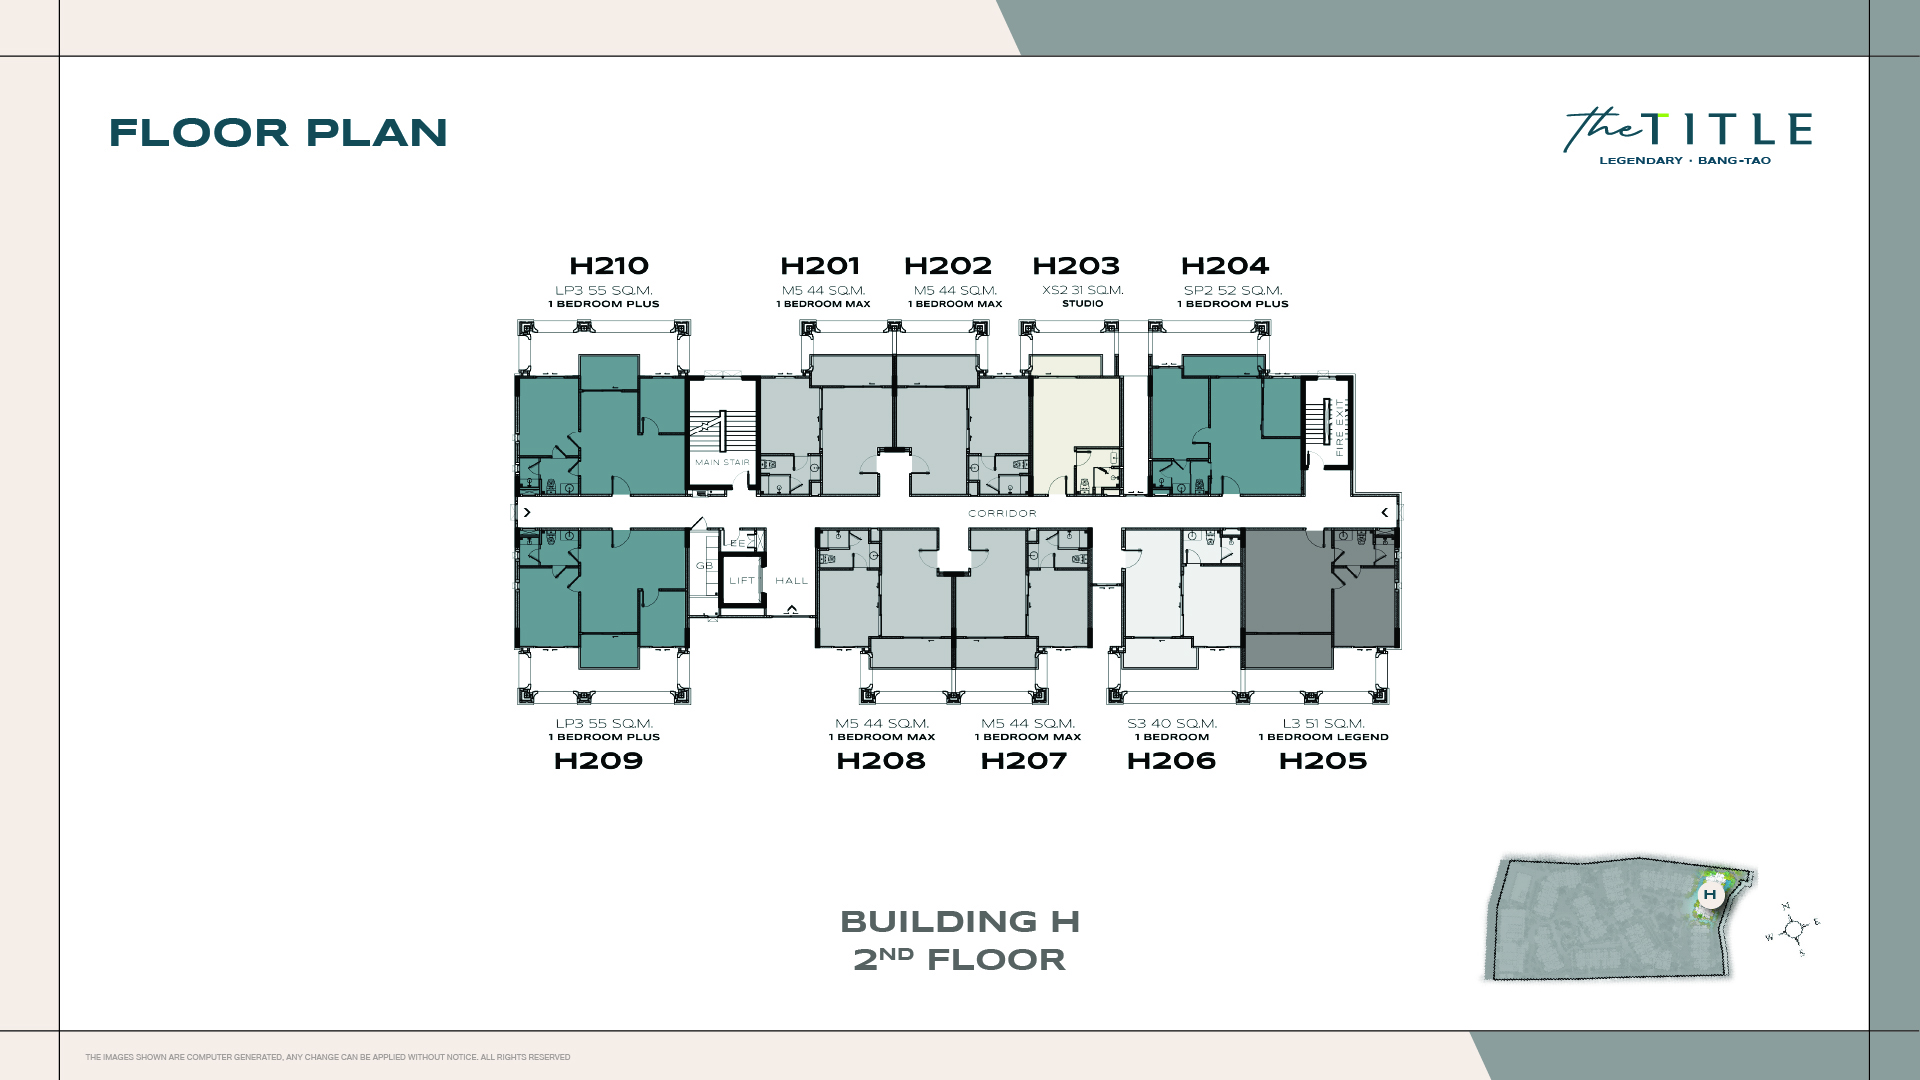 FLOOR PLAN
the TITLE
LEGENDARY · BANG-TAO
H210
LP3 55 SQ.M.
1 BEDROOM PLUS
H201
M5 44 SQ.M.
1 BEDROOM MAX
H202
M5 44 SQ.M.
1 BEDROOM MAX
H203
XS2 31 SQ.M.
STUDIO
H204
SP2 52 SQ.M.
1 BEDROOM PLUS
MAIN STAIR
FIRE EXIT
CORRIDOR
EE
GB
LIFT
HALL
LP3 55 SQ.M.
1 BEDROOM PLUS
H209
M5 44 SQ.M.
1 BEDROOM MAX
H208
M5 44 SQ.M.
1 BEDROOM MAX
H207
S3 40 SQ.M.
1 BEDROOM
H206
L3 51 SQ.M.
1 BEDROOM LEGEND
H205
BUILDING H
2ND FLOOR
H
N
E
W
S
THE IMAGES SHOWN ARE COMPUTER GENERATED, ANY CHANGE CAN BE APPLIED WITHOUT NOTICE. ALL RIGHTS RESERVED